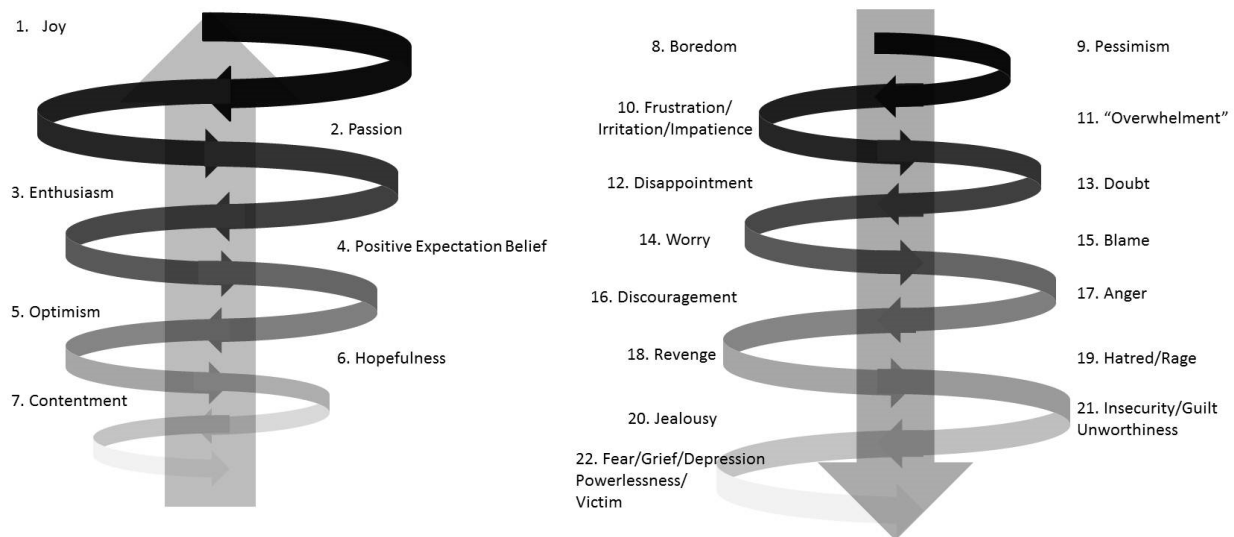 1. Joy
2. Passion
3. Enthusiasm
4. Positive Expectation Belief
5. Optimism
6. Hopefulness
7. Contentment
8. Boredom
9. Pessimism
10. Frustration/
Irritation/Impatience
11. “Overwhelment”
12. Disappointment
13. Doubt
14. Worry
15. Blame
16. Discouragement
17. Anger
18. Revenge
19. Hatred/Rage
20. Jealousy
21. Insecurity/Guilt
Unworthiness
22. Fear/Grief/Depression
Powerlessness/
Victim